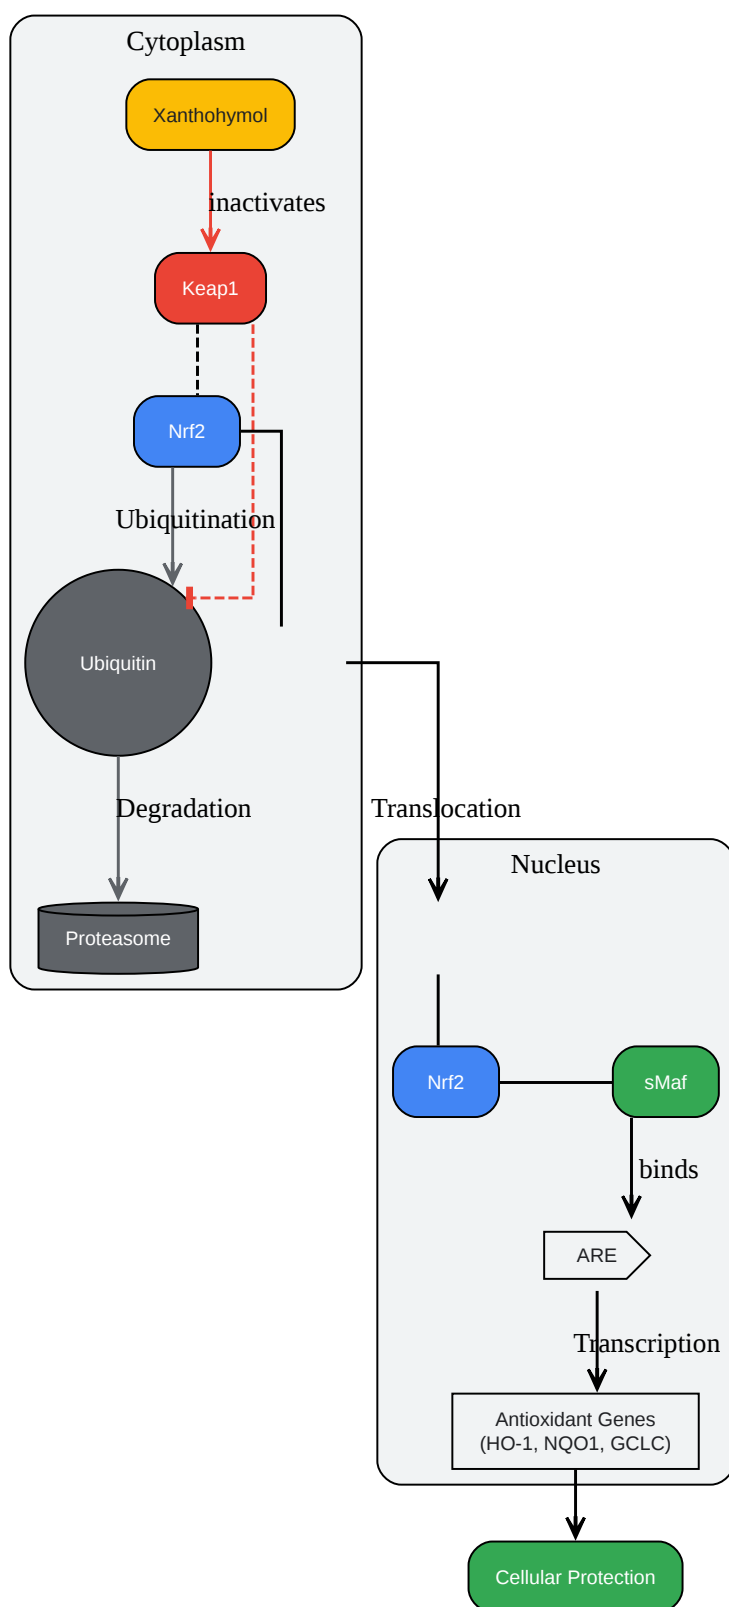 Cytoplasm
Xanthohymol
inactivates
Keap1
Nrf2
Ubiquitination
Ubiquitin
Degradation
Translocation
Nucleus
Proteasome
Nrf2
sMaf
binds
ARE
Transcription
Antioxidant Genes
(HO-1, NQO1, GCLC)
Cellular Protection